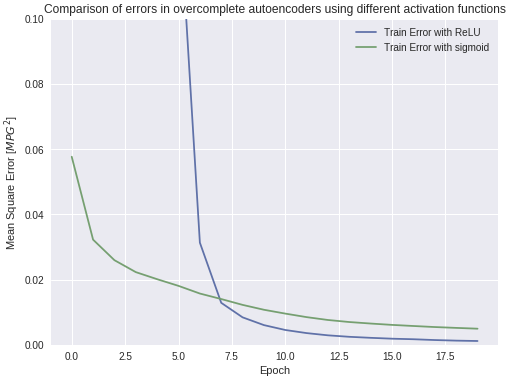 Comparison of errors in overcomplete autoencoders using different activation functions
Train Error with ReLU
Train Error with sigmoid
Mean Square Error [MPG²]
0.10
0.08
0.06
0.04
0.02
0.00
0.0 2.5 5.0 7.5 10.0 12.5 15.0 17.5
Epoch